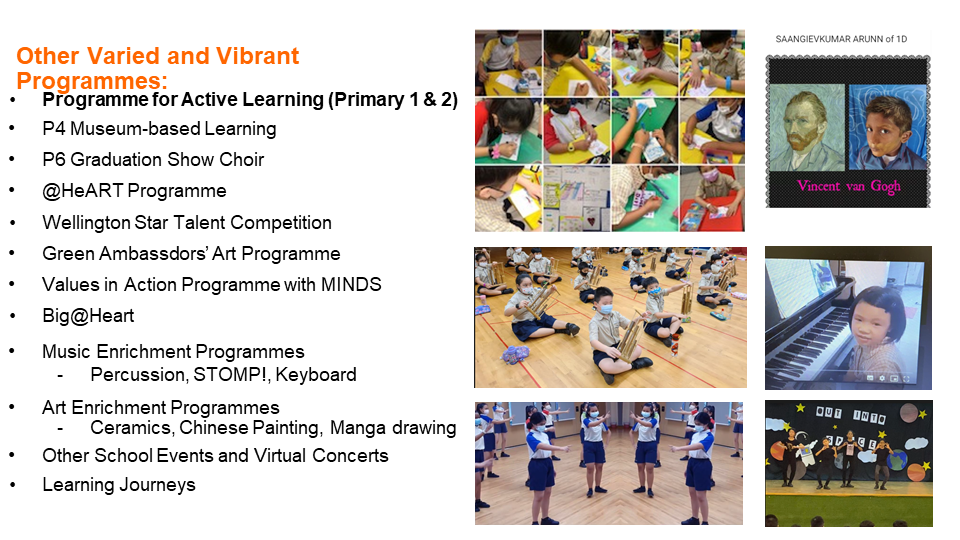 Other Varied and Vibrant
Programmes:
• Programme for Active Learning (Primary 1 & 2)
• P4 Museum-based Learning
• P6 Graduation Show Choir
• @HeART Programme
• Wellington Star Talent Competition
• Green Ambassdors’ Art Programme
• Values in Action Programme with MINDS
• Big@Heart
• Music Enrichment Programmes
- Percussion, STOMP!, Keyboard
• Art Enrichment Programmes
- Ceramics, Chinese Painting, Manga drawing
• Other School Events and Virtual Concerts
• Learning Journeys
SAANGIEVKUMAR ARUNN of 1D
Vincent van Gogh
OUT INTO
SPACE